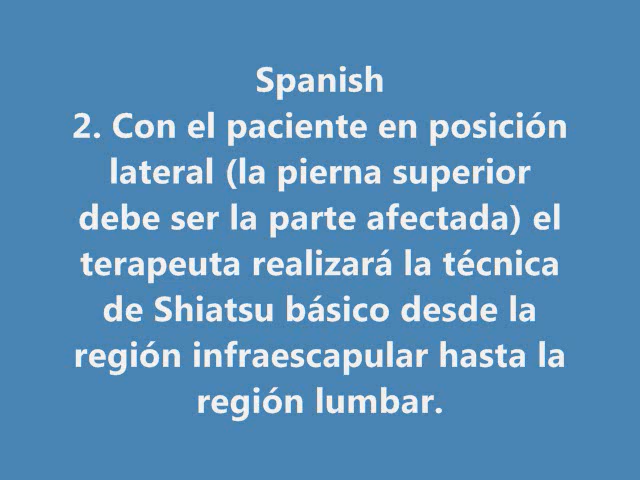 Spanish
2. Con el paciente en posición
lateral (la pierna superior
debe ser la parte afectada) el
terapeuta realizará la técnica
de Shiatsu básico desde la
región infraescapular hasta la
región lumbar.